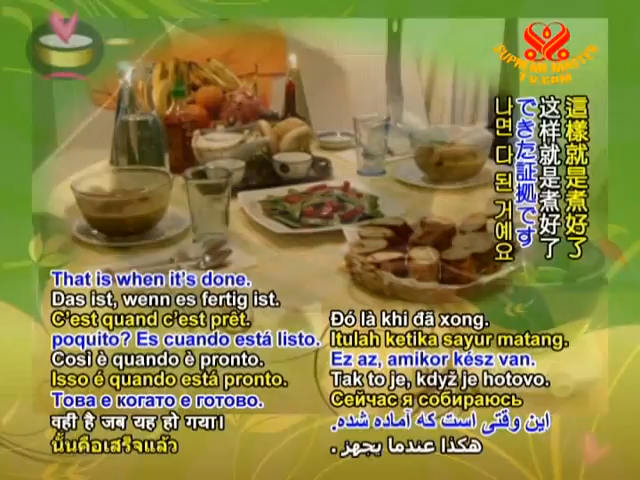 SUPREME MASTER
TV.COM
這樣就是煮好了
这样就是煮好了
できた証拠です
나면 다 된 거예요
That is when it's done.
Das ist, wenn es fertig ist.
C'est quand c'est prêt.
poquito? Es cuando está listo.
Così è quando è pronto.
Isso é quando está pronto.
Това е когато е готово.
वही है जब यह हो गया।
นั่นคือเสร็จแล้ว
Đó là khi đã xong.
Itulah ketika sayur matang.
Ez az, amikor kész van.
Tak to je, když je hotovo.
Сейчас я собираюсь
این وقتی است که آماده شده.
هكذا عندما يجهز.